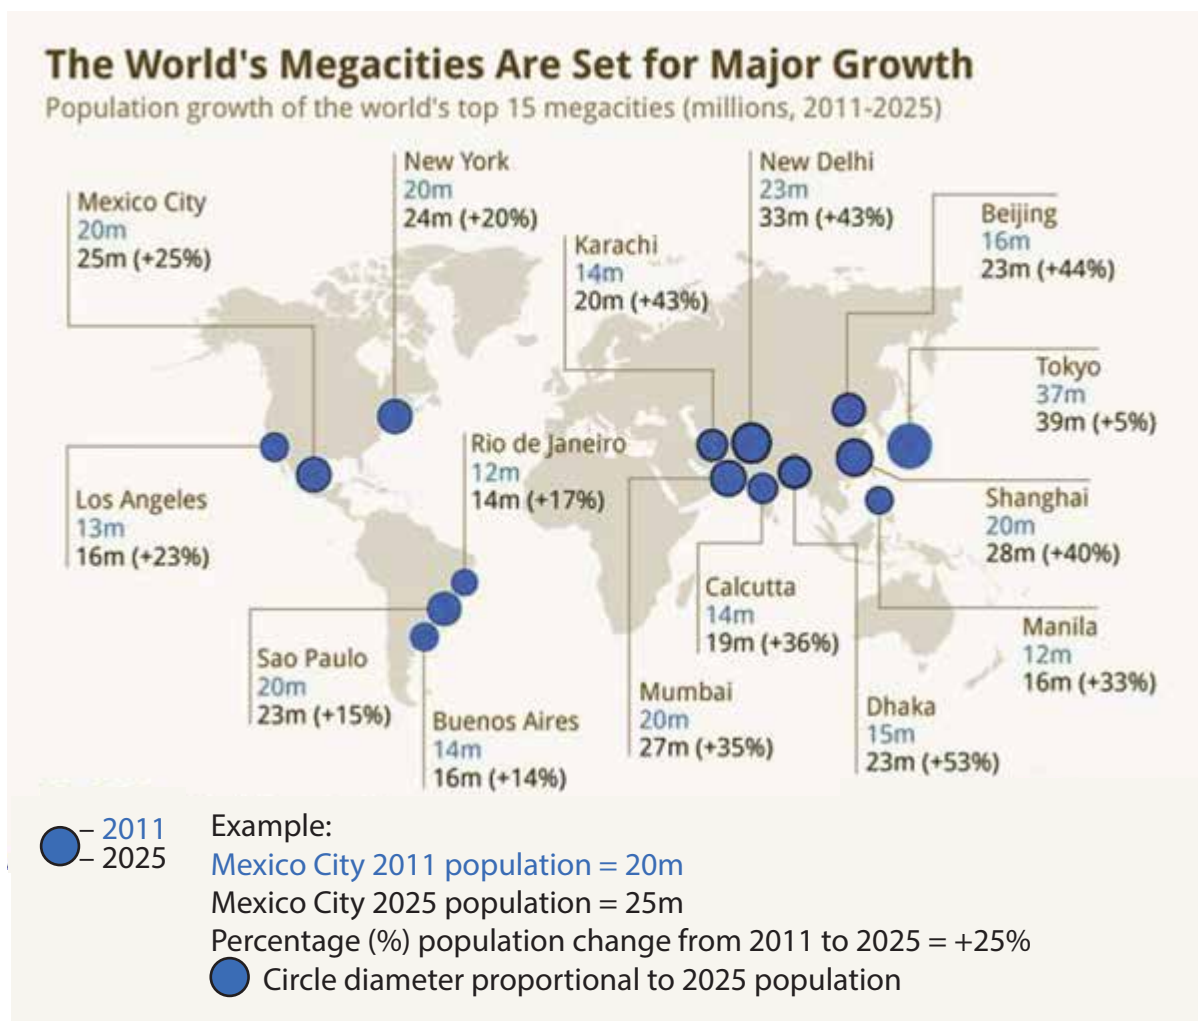 The World's Megacities Are Set for Major Growth
Population growth of the world's top 15 megacities (millions, 2011-2025)
New York
20m
24m (+20%)
New Delhi
23m
33m (+43%)
Mexico City
20m
25m (+25%)
Beijing
16m
23m (+44%)
Karachi
14m
20m (+43%)
Tokyo
37m
39m (+5%)
Rio de Janeiro
12m
14m (+17%)
Los Angeles
13m
16m (+23%)
Shanghai
20m
28m (+40%)
Calcutta
14m
19m (+36%)
Manila
12m
16m (+33%)
Sao Paulo
20m
23m (+15%)
Mumbai
20m
27m (+35%)
Dhaka
15m
23m (+53%)
Buenos Aires
14m
16m (+14%)
– 2011
– 2025
Example:
Mexico City 2011 population = 20m
Mexico City 2025 population = 25m
Percentage (%) population change from 2011 to 2025 = +25%
Circle diameter proportional to 2025 population